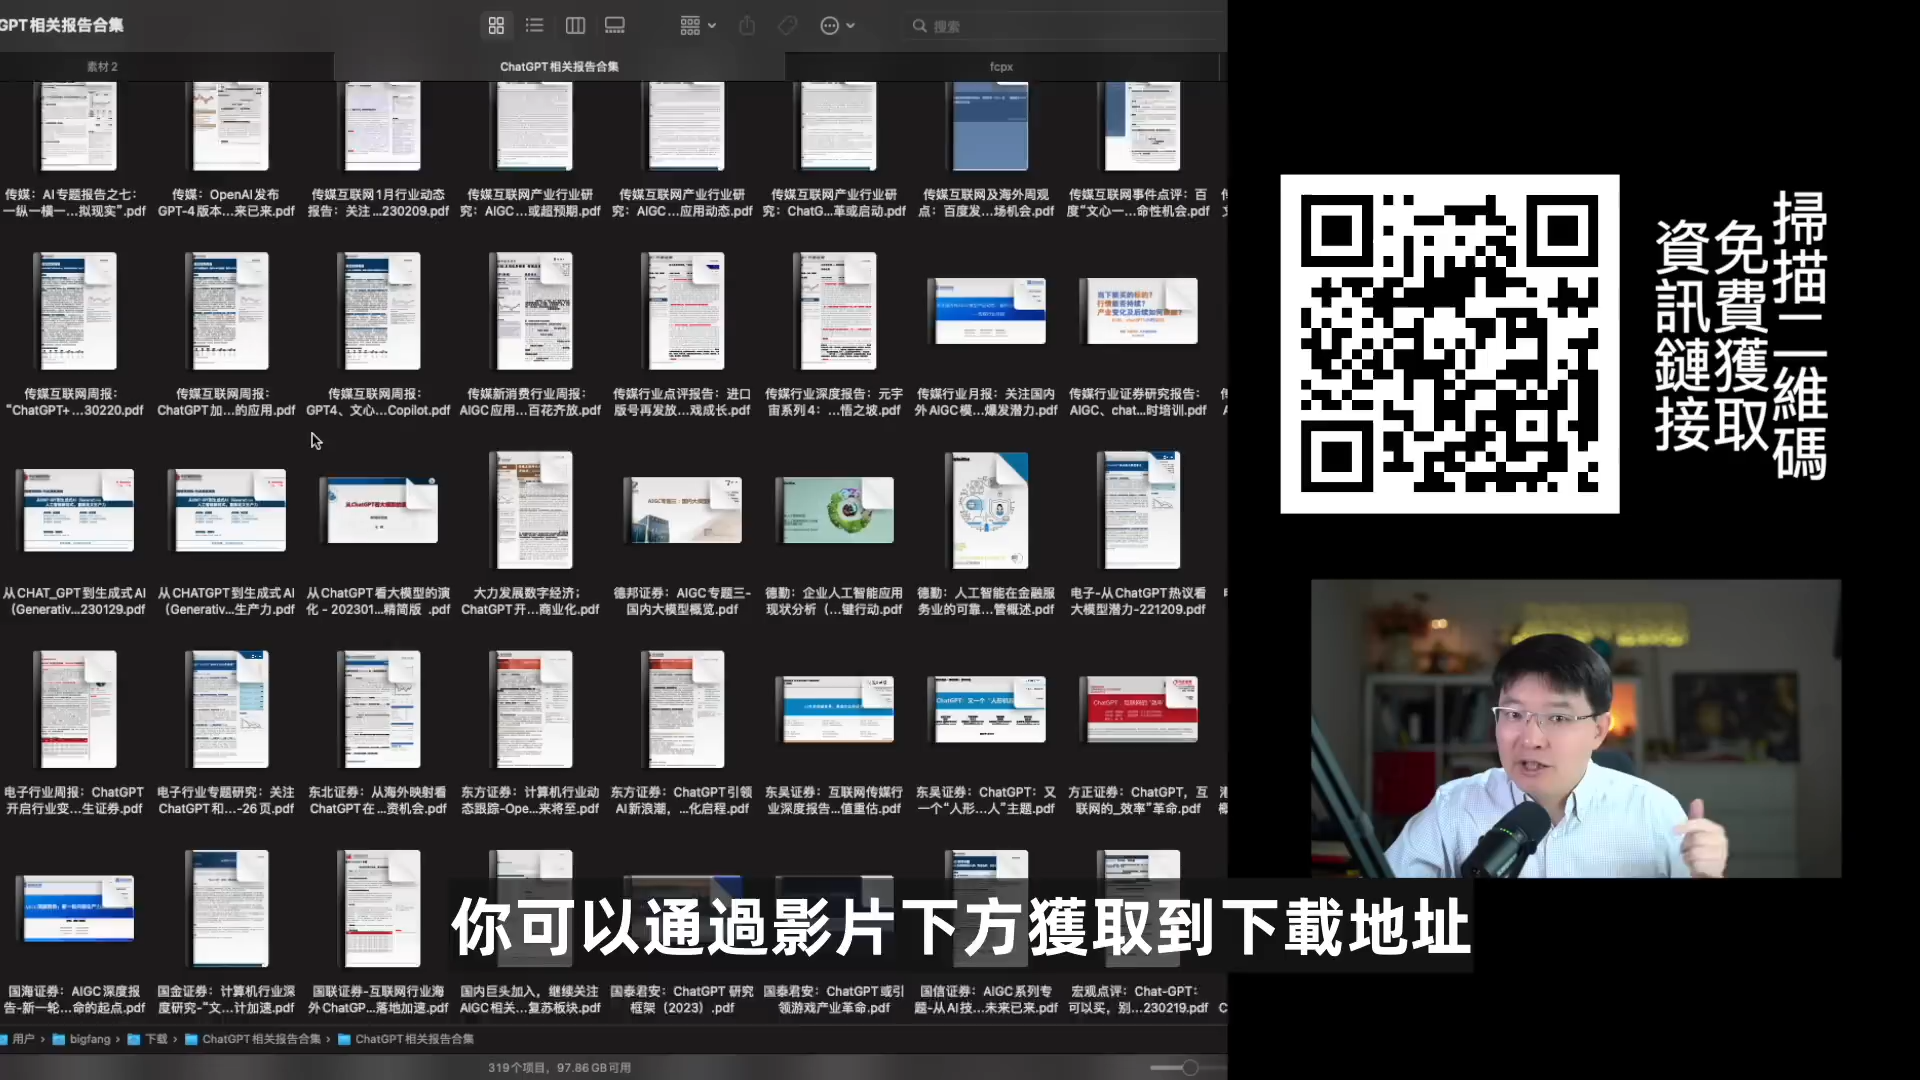 GPT相关报告合集
搜索
素材2
ChatGPT相关报告合集
fcpx
传媒：AI专题报告之七：
一纵一横一…拟现实”.pdf
传媒：OpenAI发布
GPT-4版本…来已来.pdf
传媒互联网1月行业动态
报告：关注…230209.pdf
传媒互联网产业行业研
究：AIGC…或超预期.pdf
传媒互联网产业行业研
究：AIGC…应用动态.pdf
传媒互联网产业行业研
究：ChatG…革或启动.pdf
传媒互联网及海外周观
点：百度发…场机会.pdf
传媒互联网事件点评：百
度“文心一…命性机会.pdf
传媒互联网周报：
“ChatGPT+…30220.pdf
传媒互联网周报：
ChatGPT加…的应用.pdf
传媒互联网周报：
GPT4、文心…Copilot.pdf
传媒新消费行业周报：
AIGC应用…百花齐放.pdf
传媒行业点评报告：进口
版号再发放…戏成长.pdf
传媒行业深度报告：元宇
宙系列4：…悟之坡.pdf
传媒行业月报：关注国内
外AIGC模…爆发潜力.pdf
传媒行业证券研究报告：
AIGC、chat…时培训.pdf
从CHAT_GPT到生成式AI
（Generativ…230129.pdf
从CHATGPT到生成式AI
（Generativ…生产力.pdf
从ChatGPT看大模型的演
化 - 202301…精简版 .pdf
大力发展数字经济；
ChatGPT开…商业化.pdf
德邦证券：AIGC专题三-
国内大模型概览.pdf
德勤：企业人工智能应用
现状分析（…键行动.pdf
德勤：人工智能在金融服
务业的可靠…管概述.pdf
电子-从ChatGPT热议看
大模型潜力-221209.pdf
电子行业周报：ChatGPT
开启行业变…生证券.pdf
电子行业专题研究：关注
ChatGPT和…-26页.pdf
东北证券：从海外映射看
ChatGPT在…资机会.pdf
东方证券：计算机行业动
态跟踪-Ope…来将至.pdf
东方证券：ChatGPT引领
AI新浪潮，…化启程.pdf
东吴证券：互联网传媒行
业深度报告…值重估.pdf
东吴证券：ChatGPT：又
一个“人形…人”主题.pdf
方正证券：ChatGPT，互
联网的_效率”革命.pdf
国海证券：AIGC深度报
告-新一轮…命的起点.pdf
国金证券：计算机行业深
度研究-“文…计加速.pdf
国联证券-互联网行业海
外ChatGP…落地加速.pdf
国内巨头加入，继续关注
AIGC相关…复苏板块.pdf
国泰君安：ChatGPT 研究
框架（2023）.pdf
国泰君安：ChatGPT或引
领游戏产业革命.pdf
国信证券：AIGC系列专
题-从AI技…未来已来.pdf
宏观点评：Chat-GPT：
可以买，别…230219.pdf
用户 › bigfang › 下载 › ChatGPT相关报告合集 › ChatGPT相关报告合集
319个项目，97.86 GB可用
掃描二維碼
免費獲取
資訊鏈接
你可以通過影片下方獲取到下載地址